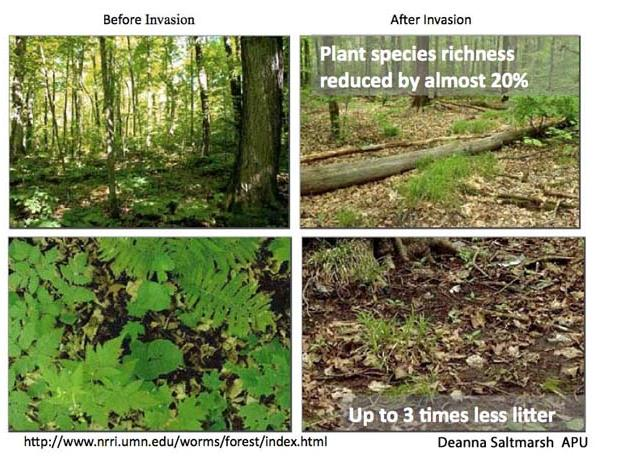 Before Invasion
After Invasion
Plant species richness
reduced by almost 20%
Up to 3 times less litter
http://www.nrri.umn.edu/worms/forest/index.html
Deanna Saltmarsh APU